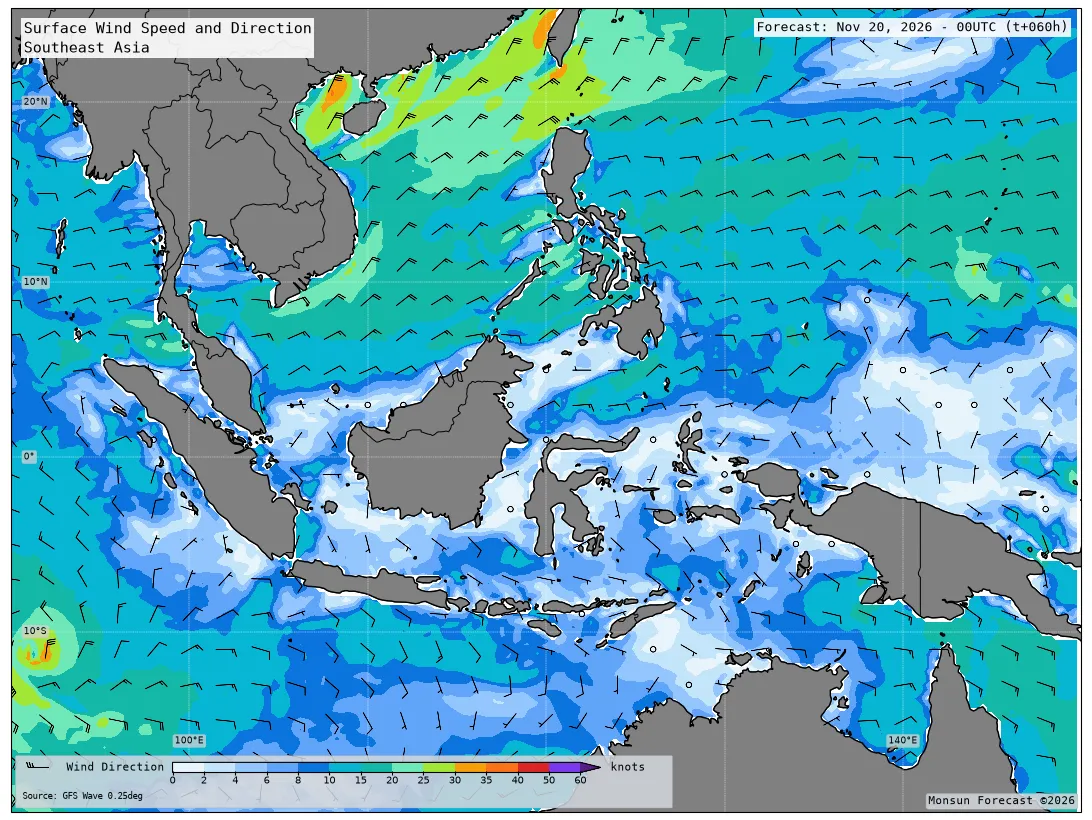 Surface Wind Speed and Direction
Southeast Asia
Forecast: Nov 20, 2026 - 00UTC (t+060h)
20°N
10°N
0°
10°S
100°E
140°E
Wind Direction
0 2 4 6 8 10 15 20 25 30 35 40 50 60
knots
Source: GFS Wave 0.25deg
Monsun Forecast ©2026